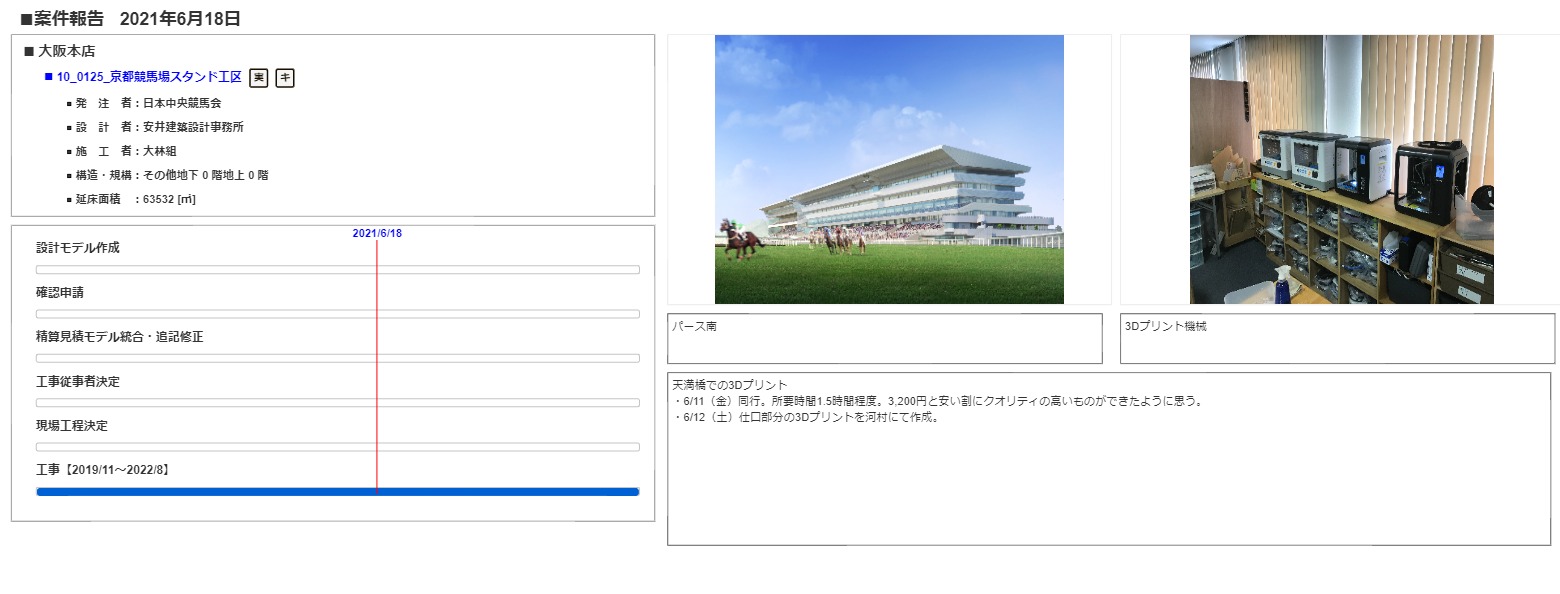 ■案件報告　2021年6月18日
■ 大阪本店
■ 10_0125_京都競馬場スタンド工区 実 キ
■ 発　注　者：日本中央競馬会
■ 設　計　者：安井建築設計事務所
■ 施　工　者：大林組
■ 構造・規構：その他地下 0 階地上 0 階
■ 延床面積　：63532 [㎡]
2021/6/18
設計モデル作成
確認申請
精算見積モデル統合・追記修正
工事従事者決定
現場工程決定
工事【2019/11～2022/8】
パース南
3Dプリント機械
天満橋での3Dプリント
・6/11（金）同行。所要時間1.5時間程度。3,200円と安い割にクオリティの高いものができたように思う。
・6/12（土）仕口部分の3Dプリントを河村にて作成。